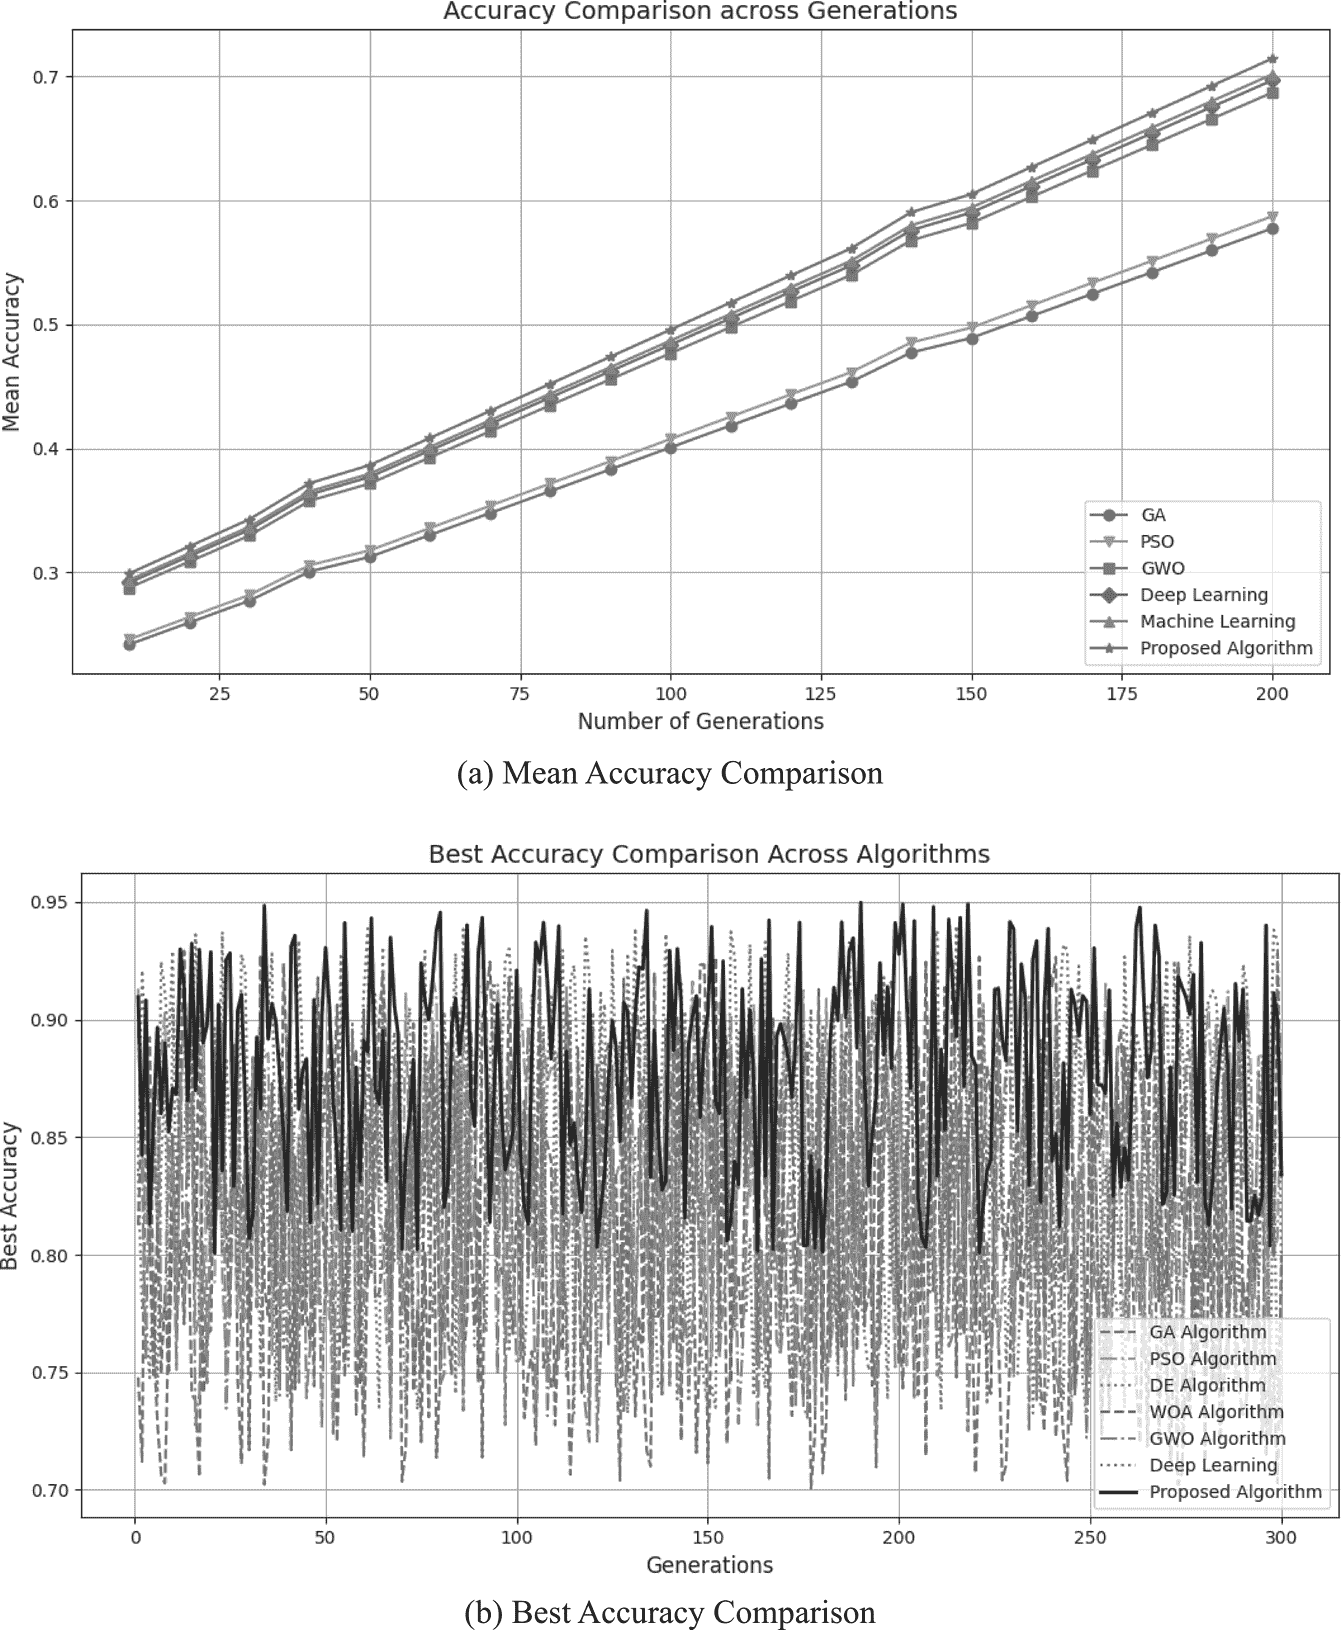 Accuracy Comparison across Generations
0.7
0.6
0.5
0.4
0.3
Mean Accuracy
GA
PSO
GWO
Deep Learning
Machine Learning
Proposed Algorithm
25 50 75 100 125 150 175 200
Number of Generations
(a) Mean Accuracy Comparison
Best Accuracy Comparison Across Algorithms
0.95
0.90
0.85
0.80
0.75
0.70
Best Accuracy
GA Algorithm
PSO Algorithm
DE Algorithm
WOA Algorithm
GWO Algorithm
Deep Learning
Proposed Algorithm
0 50 100 150 200 250 300
Generations
(b) Best Accuracy Comparison